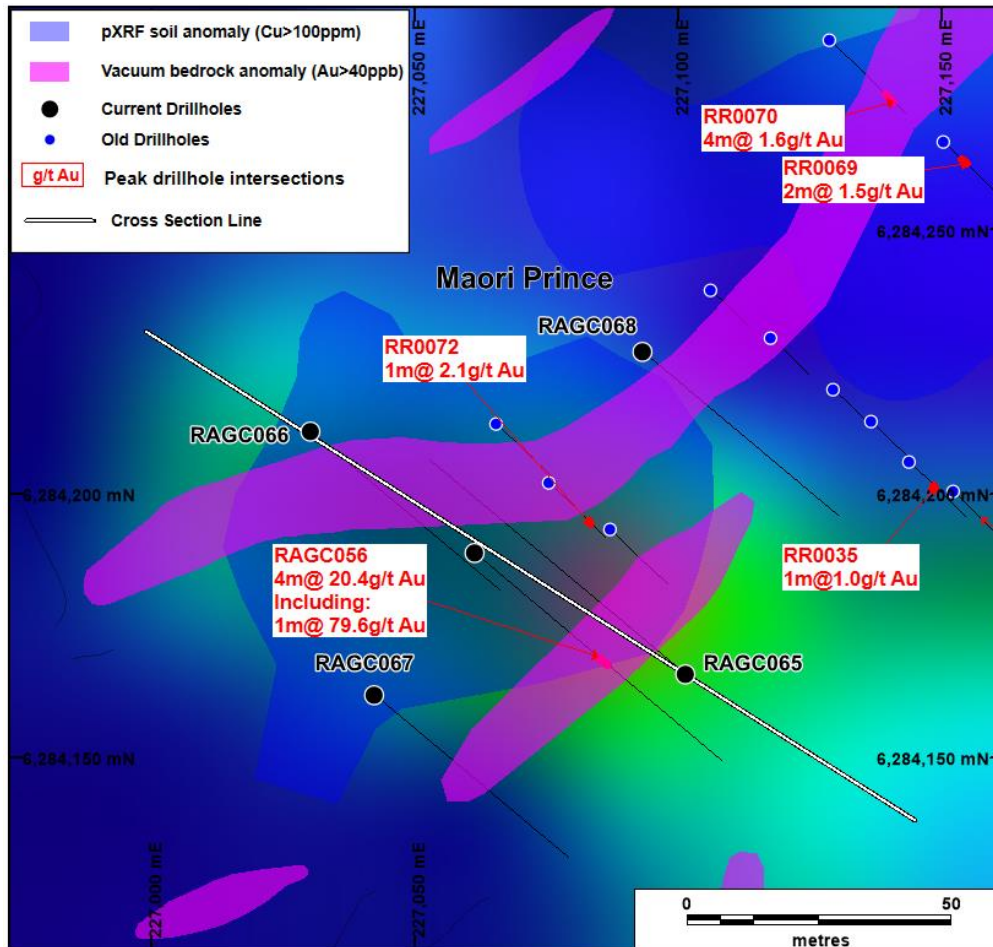 pXRF soil anomaly (Cu>100ppm)
Vacuum bedrock anomaly (Au>40ppb)
Current Drillholes
Old Drillholes
g/t Au
Peak drillhole intersections
Cross Section Line
227,050 mE
227,100 mE
227,150 mE
RR0070
4m@ 1.6g/t Au
RR0069
2m@ 1.5g/t Au
6,284,250 mN
Maori Prince
RAGC068
RR0072
1m@ 2.1g/t Au
RAGC066
6,284,200 mN
6,284,200 mN
RAGC056
4m@ 20.4g/t Au
Including:
1m@ 79.6g/t Au
RR0035
1m@1.0g/t Au
RAGC067
RAGC065
6,284,150 mN
6,284,150 mN
227,000 mE
227,050 mE
0
50
metres